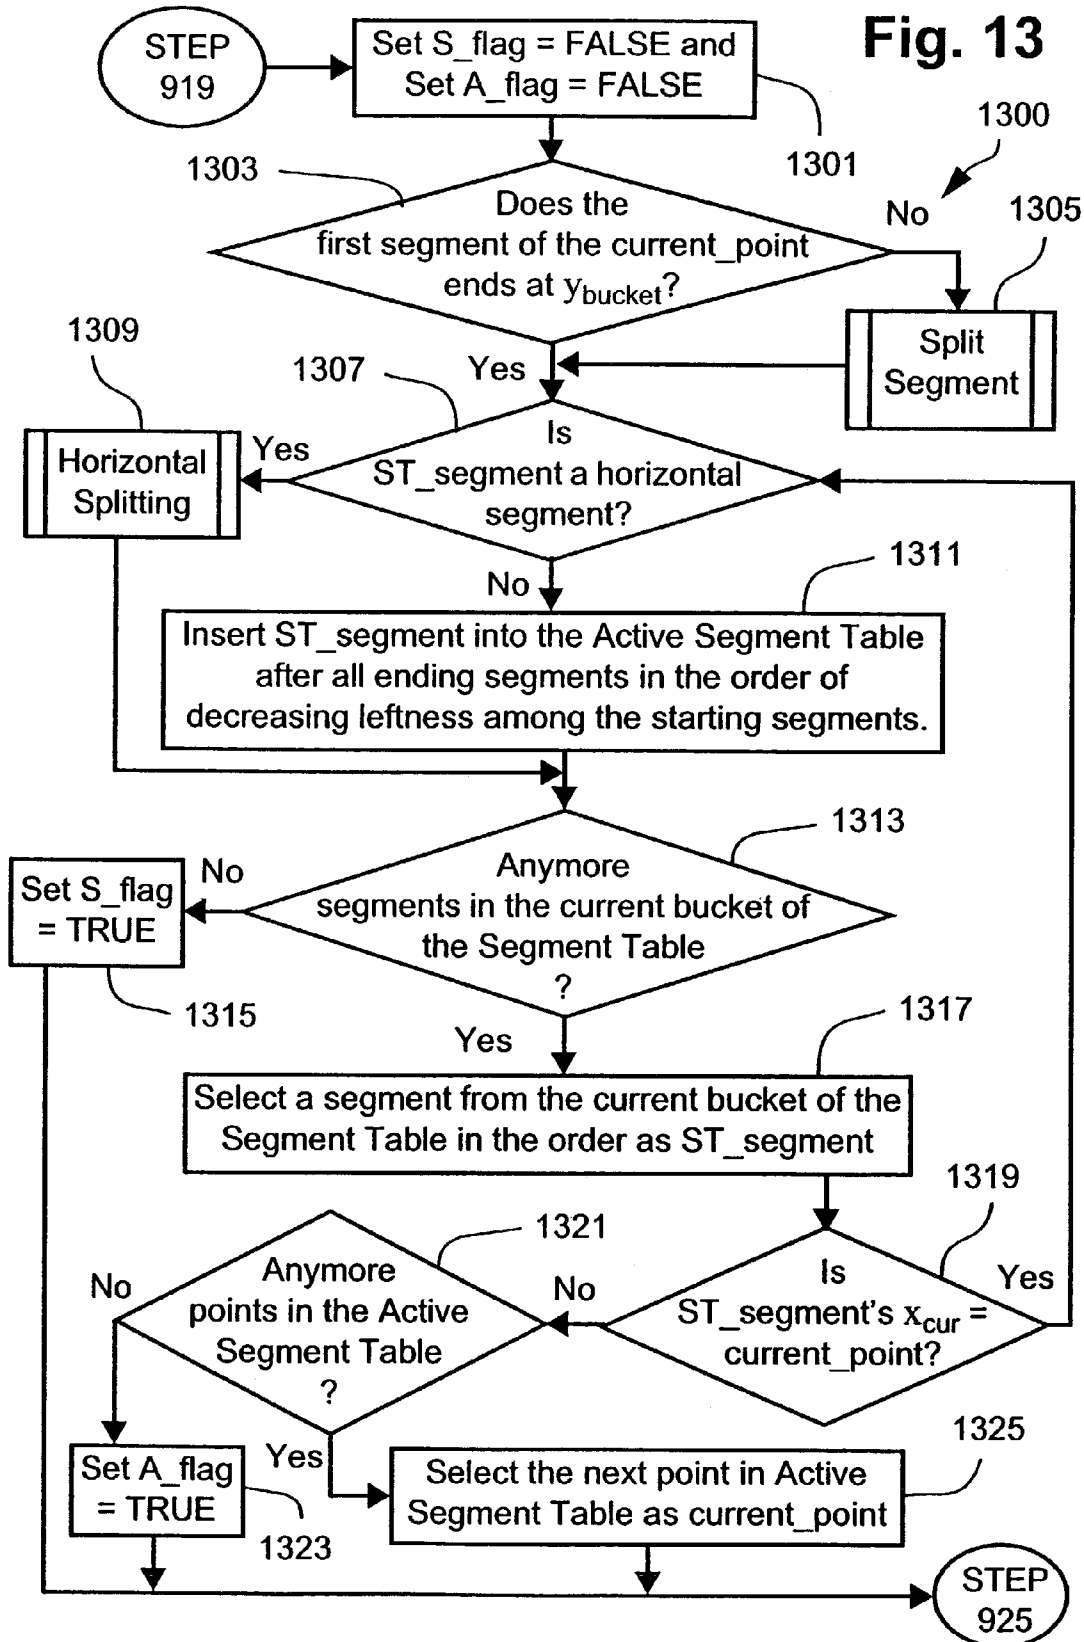 Fig. 13
STEP
919
Set S_flag = FALSE and
Set A_flag = FALSE
1301
1300
1303
Does the
first segment of the current_point
ends at ybucket?
No
1305
Split
Segment
Yes
1307
1309
Is
ST_segment a horizontal
segment?
Yes
Horizontal
Splitting
No
1311
Insert ST_segment into the Active Segment Table
after all ending segments in the order of
decreasing leftness among the starting segments.
1313
Anymore
segments in the current bucket of
the Segment Table
?
No
Set S_flag
= TRUE
1315
Yes
1317
Select a segment from the current bucket of the
Segment Table in the order as ST_segment
1319
Is
ST_segment's xcur =
current_point?
Yes
No
1321
Anymore
points in the Active
Segment Table
?
No
Set A_flag
= TRUE
1323
Yes
1325
Select the next point in Active
Segment Table as current_point
STEP
925